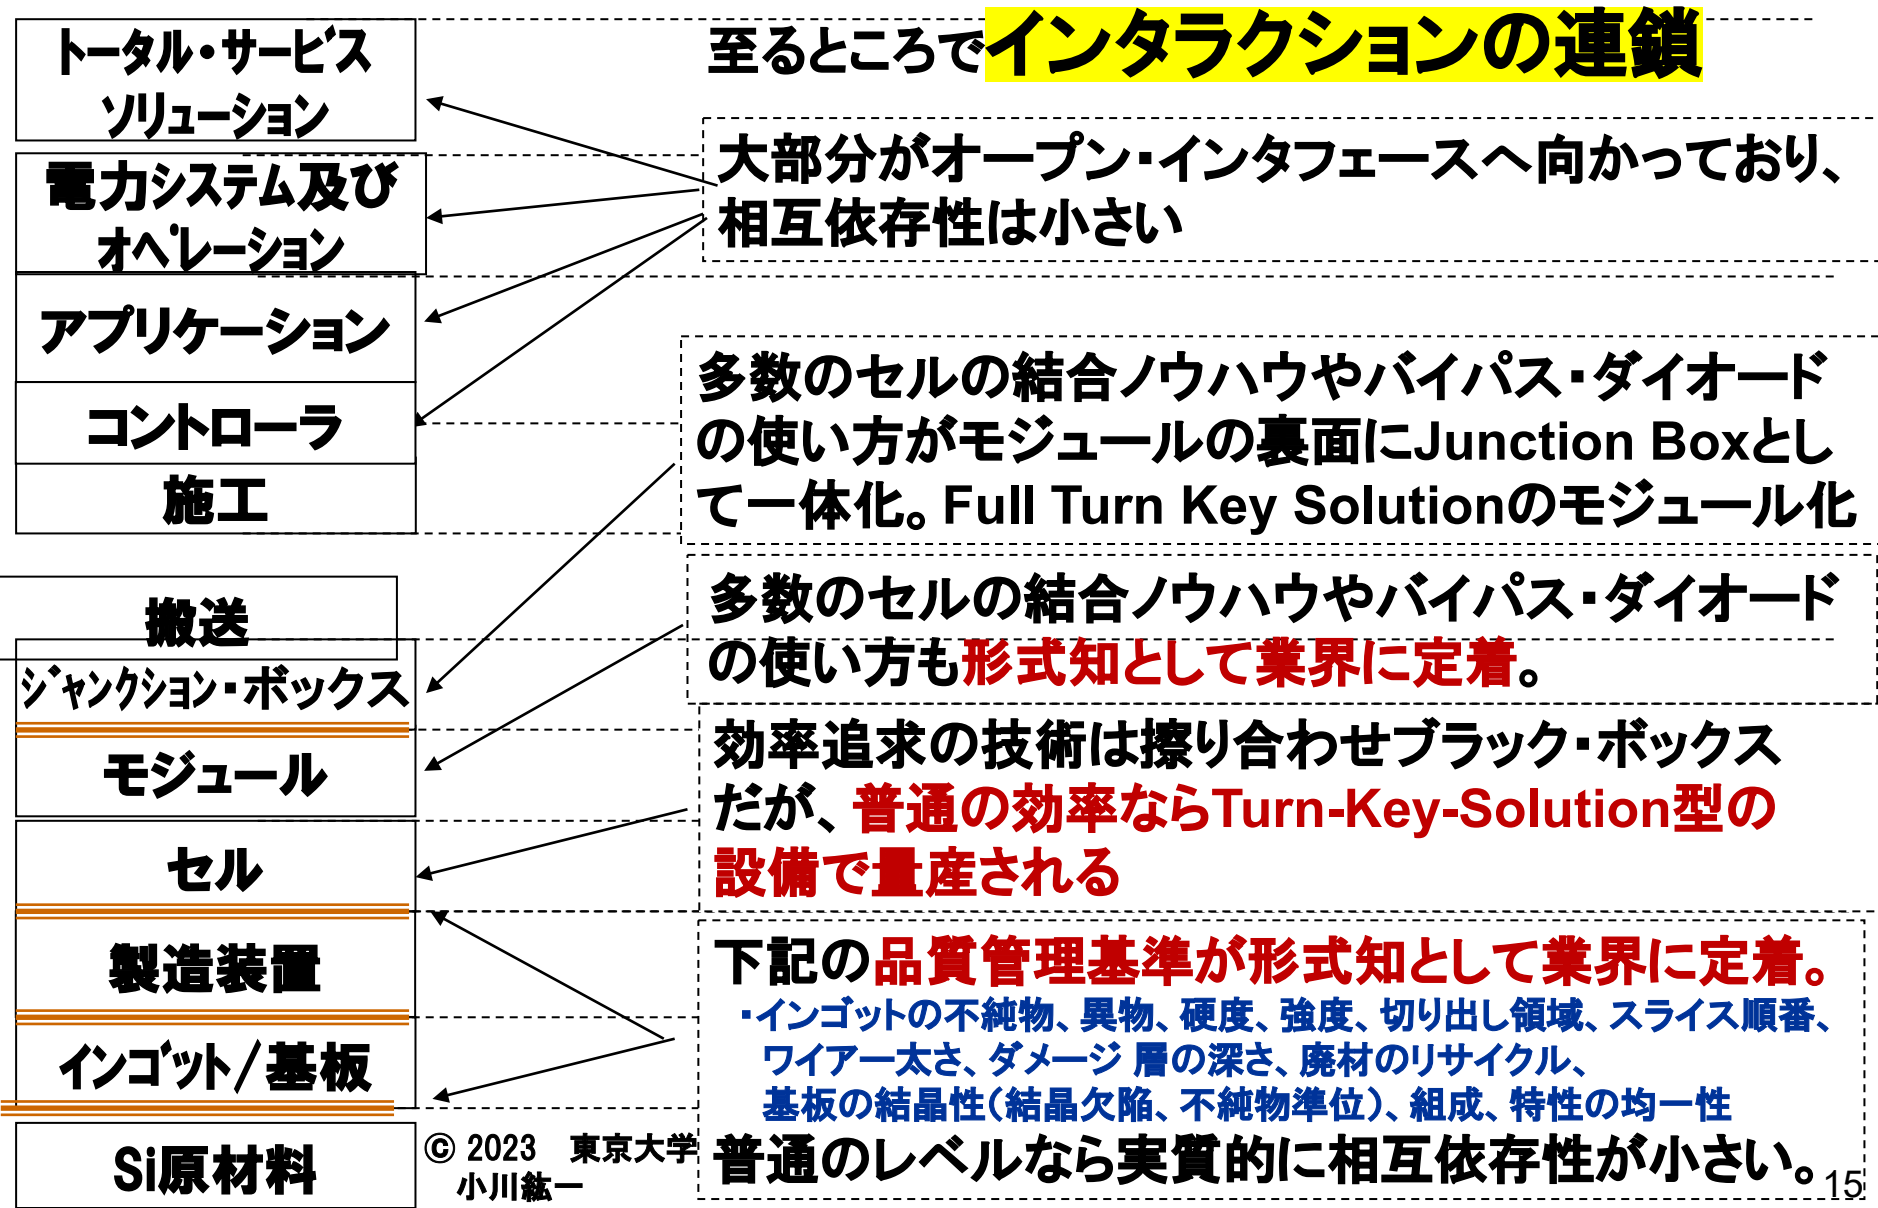 トータル・サービス
ソリューション
電力システム及び
オペレーション
アプリケーション
コントローラ
施工
搬送
ジャンクション・ボックス
モジュール
セル
製造装置
インゴット/基板
Si原材料
至るところでインタラクションの連鎖
大部分がオープン・インタフェースへ向かっており、
相互依存性は小さい
多数のセルの結合ノウハウやバイパス・ダイオード
の使い方がモジュールの裏面にJunction Boxとし
て一体化。Full Turn Key Solutionのモジュール化
多数のセルの結合ノウハウやバイパス・ダイオード
の使い方も形式知として業界に定着。
効率追求の技術は擦り合わせブラック・ボックス
だが、普通の効率ならTurn-Key-Solution型の
設備で量産される
下記の品質管理基準が形式知として業界に定着。
・インゴットの不純物、異物、硬度、強度、切り出し領域、スライス順番、
ワイアー太さ、ダメージ 層の深さ、廃材のリサイクル、
基板の結晶性(結晶欠陥、不純物準位)、組成、特性の均一性
普通のレベルなら実質的に相互依存性が小さい。
© 2023 東京大学
小川紘一
15